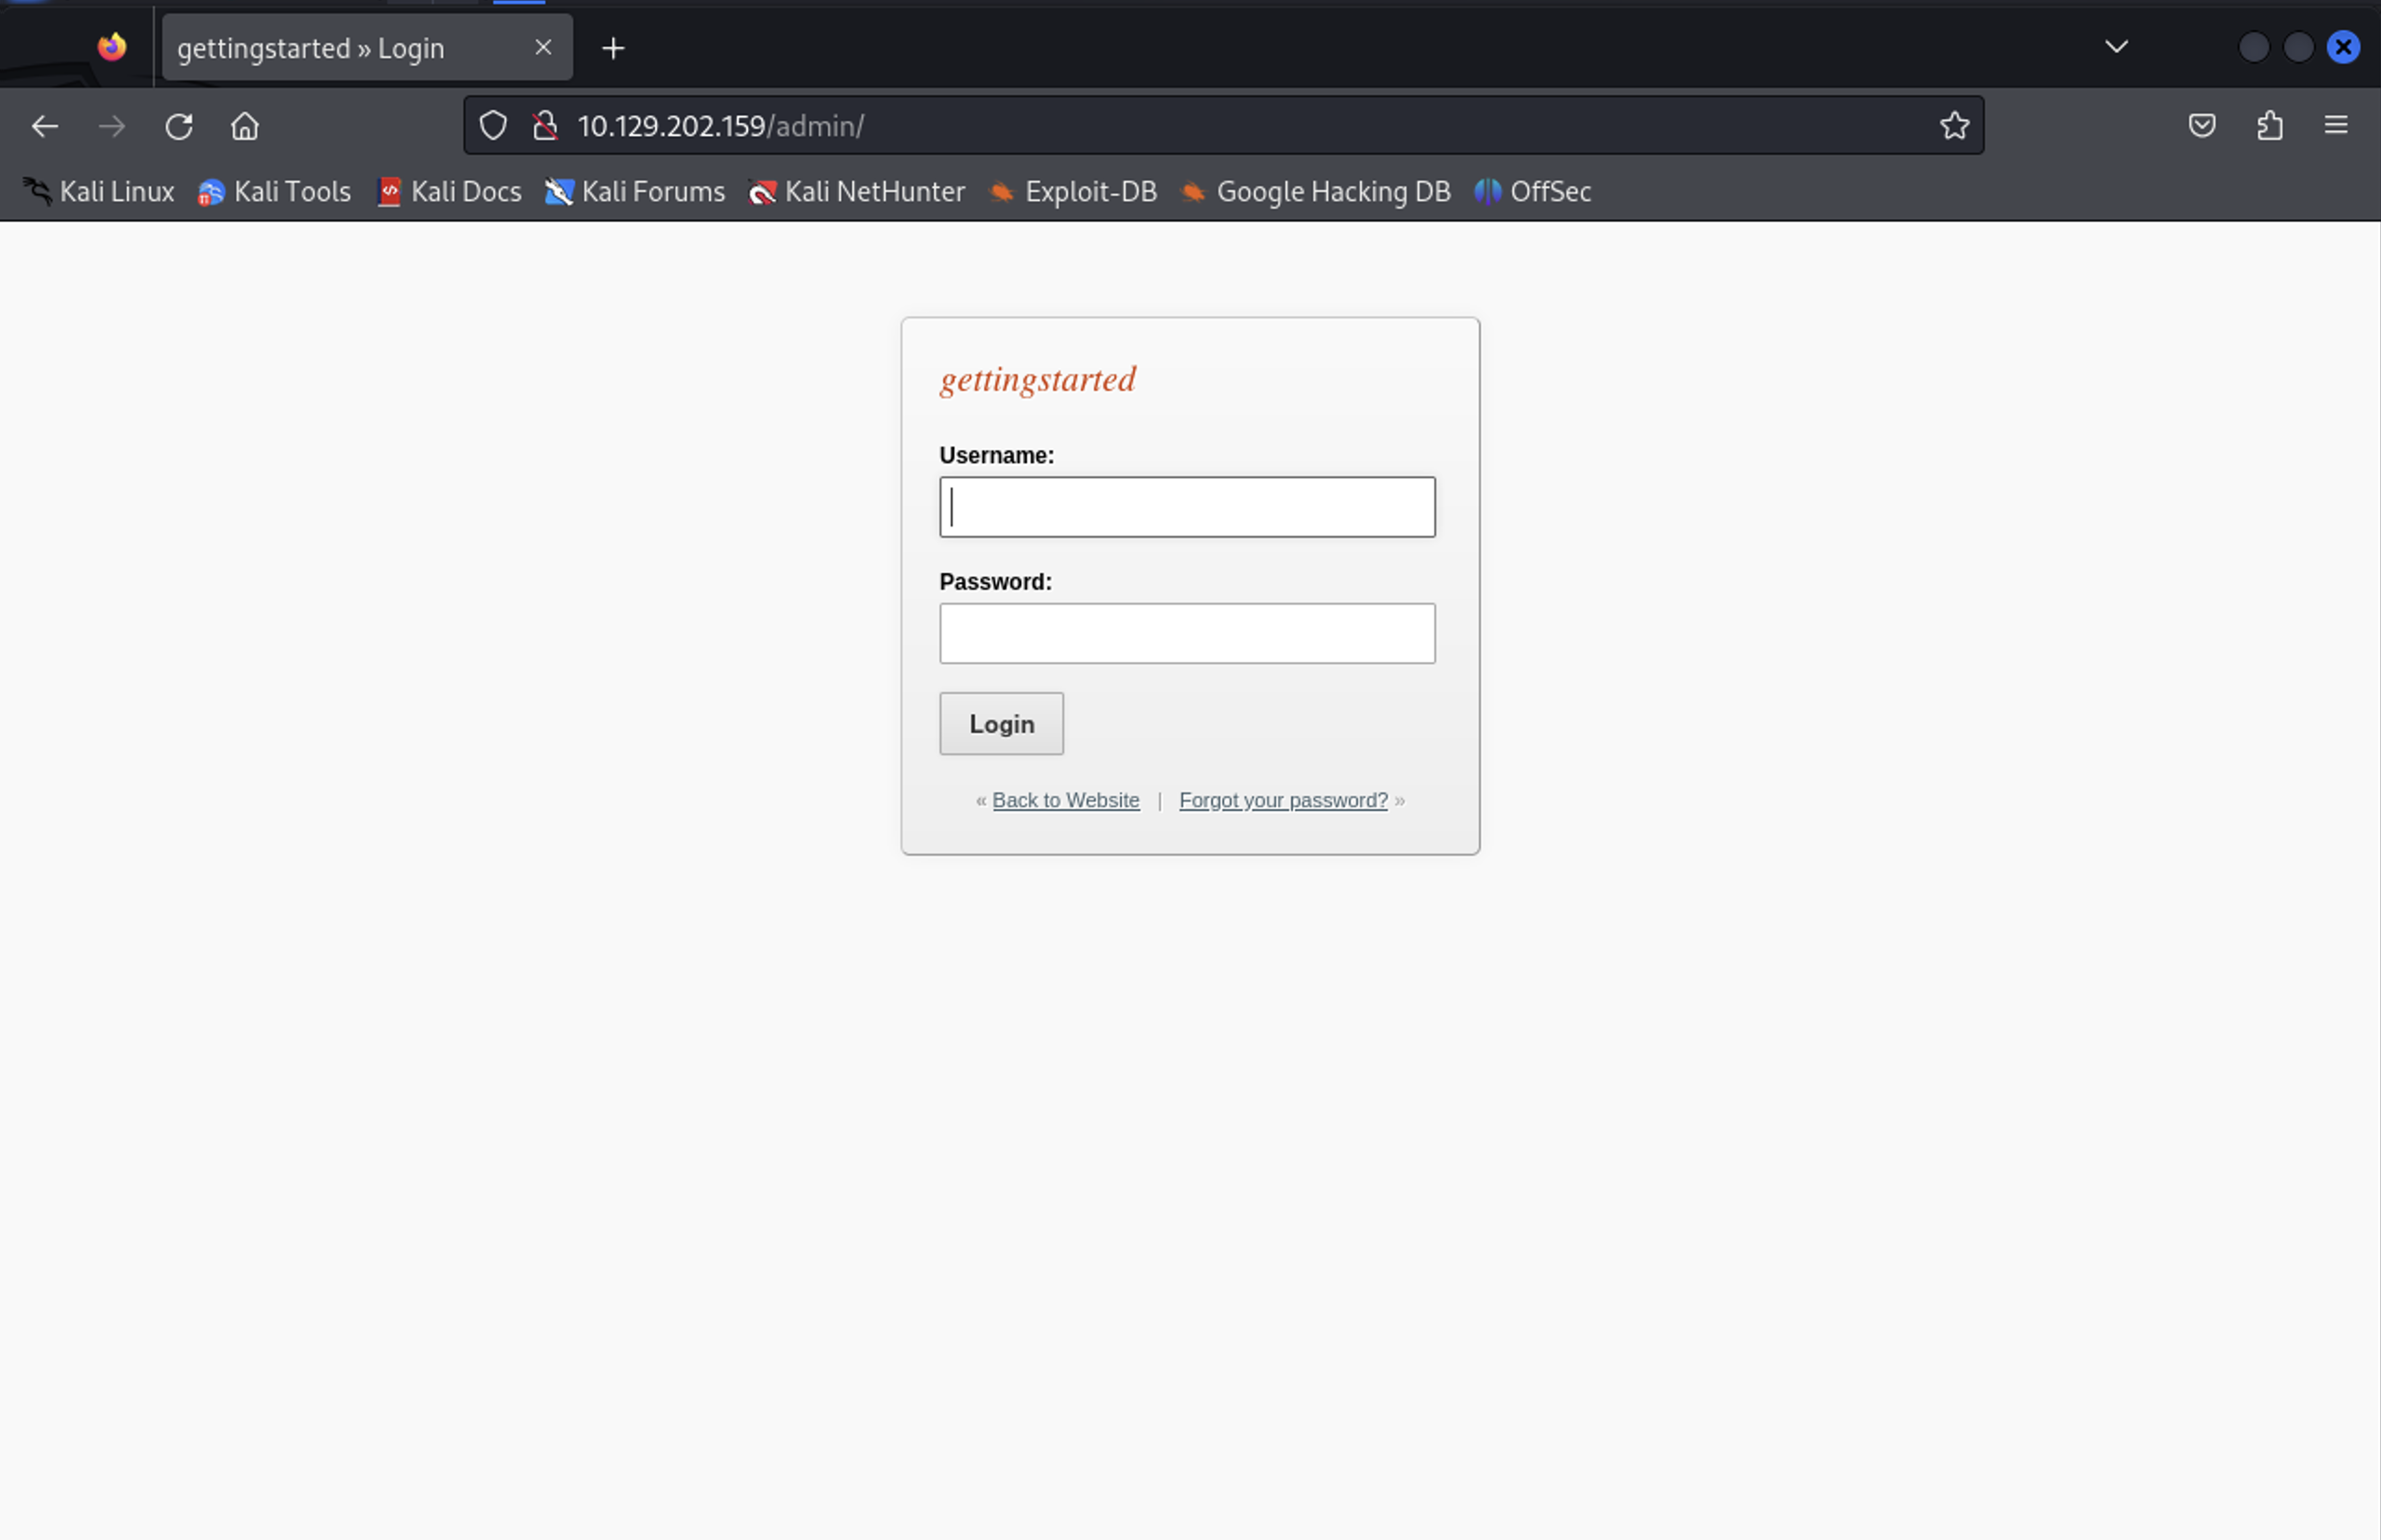 gettingstarted » Login
10.129.202.159/admin/
Kali Linux Kali Tools Kali Docs Kali Forums Kali NetHunter Exploit-DB Google Hacking DB OffSec
gettingstarted
Username:
Password:
Login
« Back to Website | Forgot your password? »